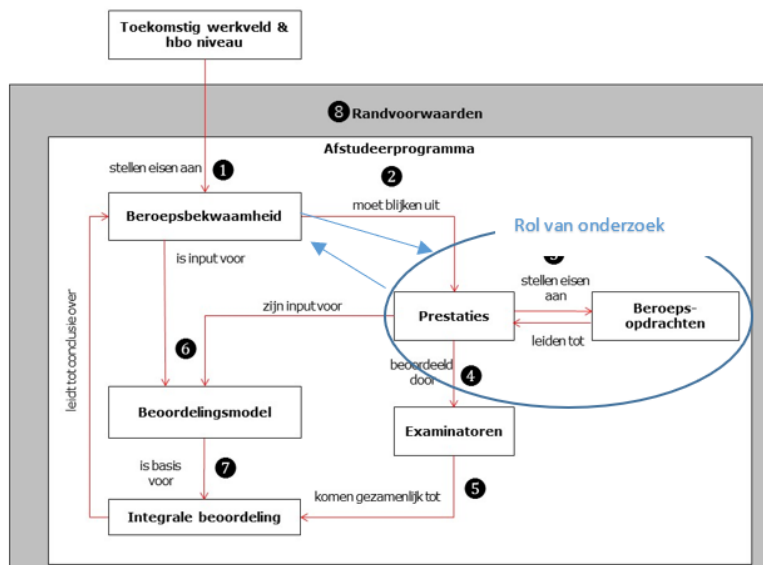 Toekomstig werkveld &
hbo niveau
8 Randvoorwaarden
Afstudeerprogramma
stellen eisen aan
1
2
moet blijken uit
Beroepsbekwaamheid
Rol van onderzoek
is input voor
stellen eisen
aan
zijn input voor
Prestaties
Beroeps-
opdrachten
leiden tot
leidt tot conclusie over
6
beoordeeld
door
4
Beoordelingsmodel
Examinatoren
is basis
voor
7
5
komen gezamenlijk tot
Integrale beoordeling